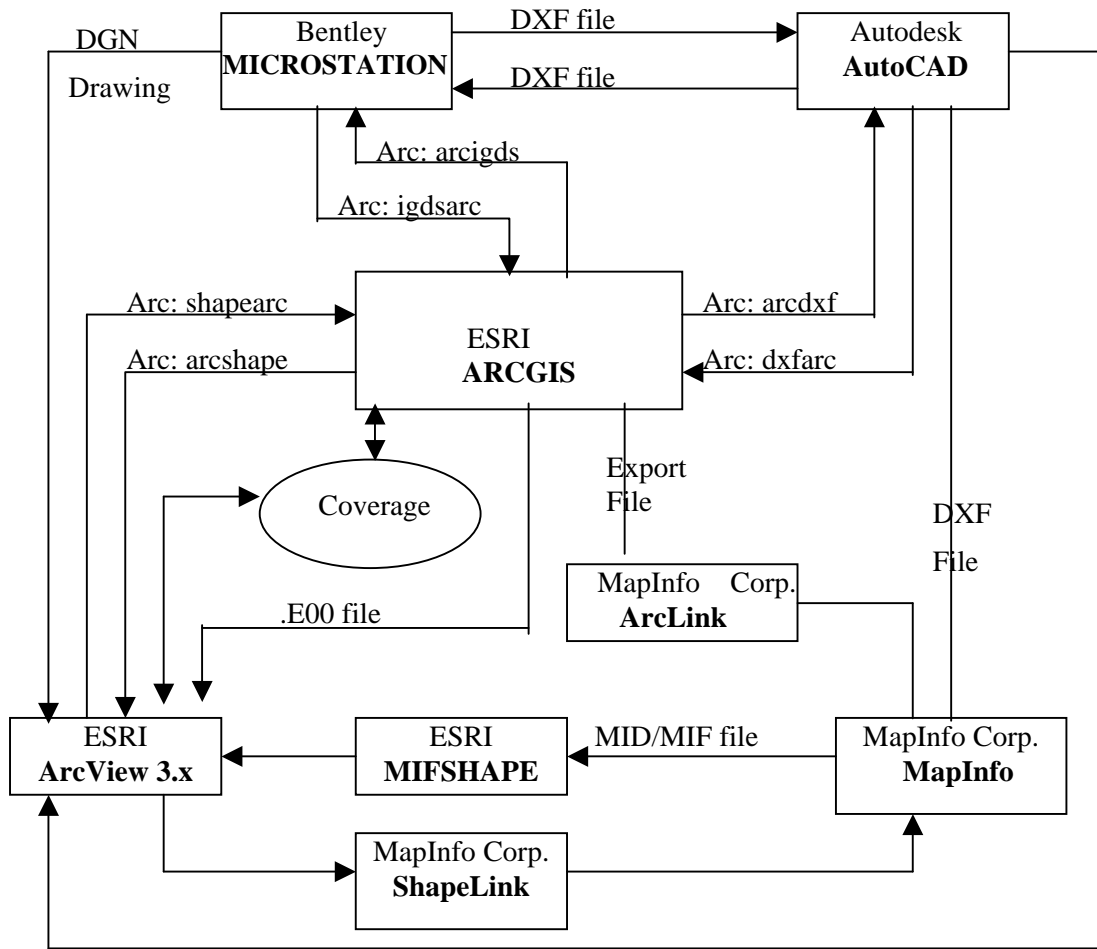 DGN
Drawing
Bentley
MICROSTATION
DXF file
DXF file
Autodesk
AutoCAD
Arc: arcigds
Arc: igdsarc
Arc: shapearc
Arc: arcshape
ESRI
ARCGIS
Arc: arcdxf
Arc: dxfarc
Coverage
Export
File
DXF
File
.E00 file
MapInfo Corp.
ArcLink
ESRI
ArcView 3.x
ESRI
MIFSHAPE
MID/MIF file
MapInfo Corp.
MapInfo
MapInfo Corp.
ShapeLink